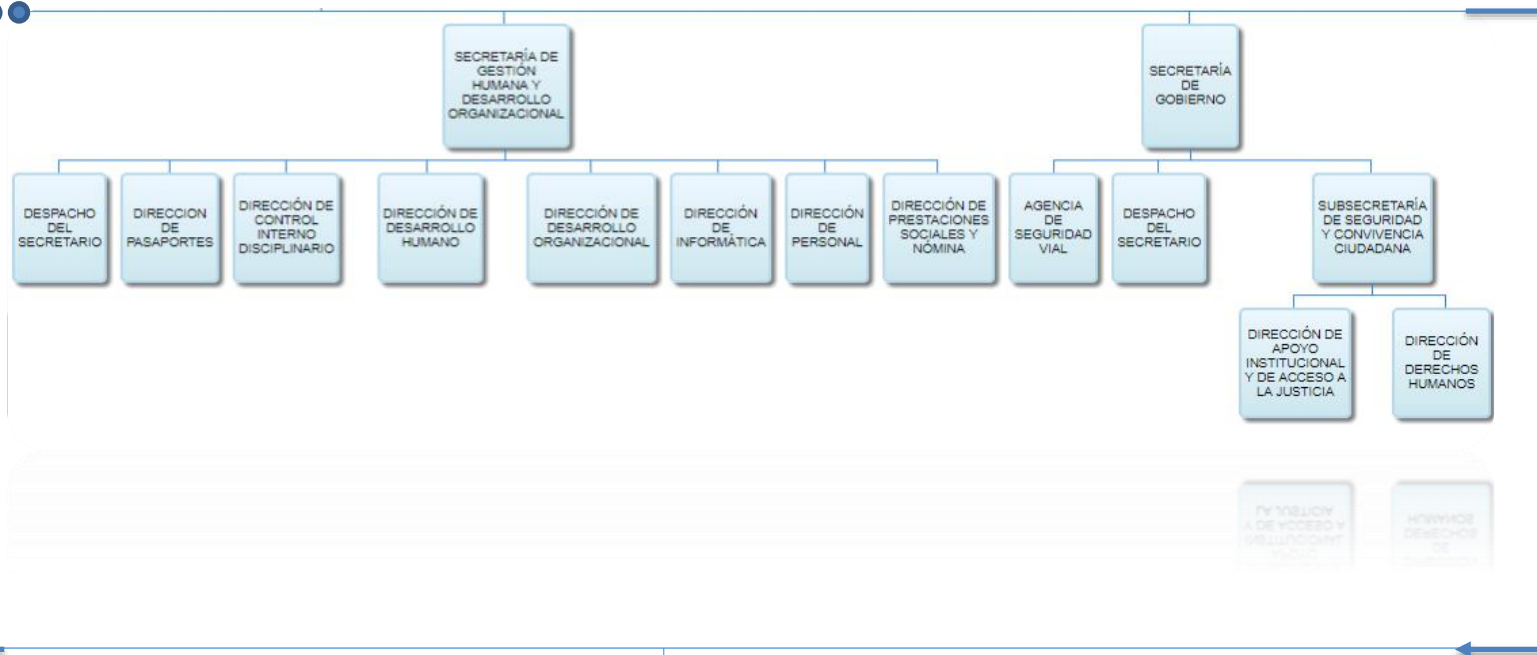 SECRETARÍA DE
GESTIÓN
HUMANA Y
DESARROLLO
ORGANIZACIONAL
SECRETARÍA
DE
GOBIERNO
DESPACHO
DEL
SECRETARIO
DIRECCION
DE
PASAPORTES
DIRECCIÓN DE
CONTROL
INTERNO
DISCIPLINARIO
DIRECCIÓN DE
DESARROLLO
HUMANO
DIRECCIÓN DE
DESARROLLO
ORGANIZACIONAL
DIRECCIÓN
DE
INFORMÁTICA
DIRECCIÓN
DE
PERSONAL
DIRECCIÓN DE
PRESTACIONES
SOCIALES Y
NÓMINA
AGENCIA
DE
SEGURIDAD
VIAL
DESPACHO
DEL
SECRETARIO
SUBSECRETARÍA
DE SEGURIDAD
Y CONVIVENCIA
CIUDADANA
DIRECCIÓN DE
APOYO
INSTITUCIONAL
Y DE ACCESO A
LA JUSTICIA
DIRECCIÓN
DE
DERECHOS
HUMANOS